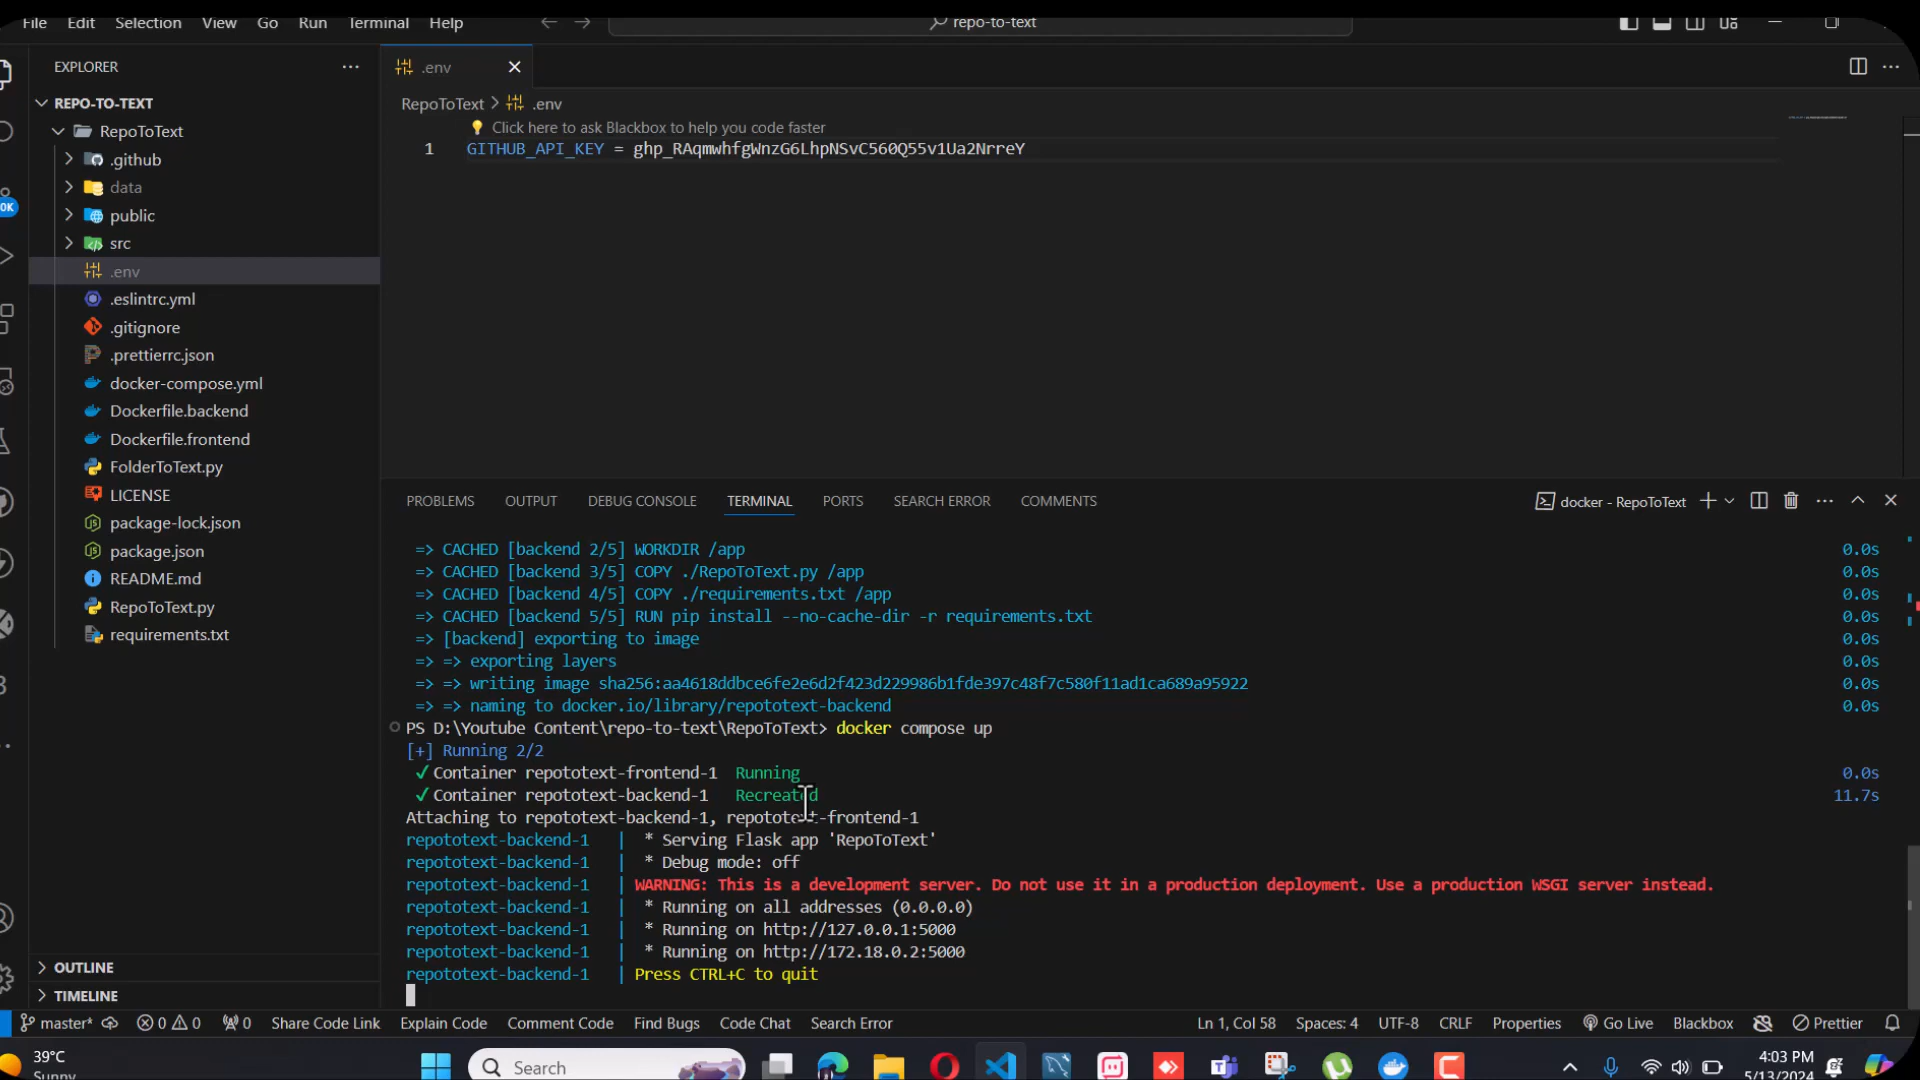 File Edit Selection View Go Run Terminal Help
repo-to-text
EXPLORER
REPO-TO-TEXT
RepoToText
.github
data
public
src
.env
.eslintrc.yml
.gitignore
.prettierrc.json
docker-compose.yml
Dockerfile.backend
Dockerfile.frontend
FolderToText.py
LICENSE
package-lock.json
package.json
README.md
RepoToText.py
requirements.txt
OUTLINE
TIMELINE
.env
RepoToText > .env
Click here to ask Blackbox to help you code faster
1 GITHUB_API_KEY = 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
PROBLEMS OUTPUT DEBUG CONSOLE TERMINAL PORTS SEARCH ERROR COMMENTS
docker - RepoToText
=> CACHED [backend 2/5] WORKDIR /app 0.0s
=> CACHED [backend 3/5] COPY ./RepoToText.py /app 0.0s
=> CACHED [backend 4/5] COPY ./requirements.txt /app 0.0s
=> CACHED [backend 5/5] RUN pip install --no-cache-dir -r requirements.txt 0.0s
=> [backend] exporting to image 0.0s
=> => exporting layers 0.0s
=> => writing image sha256:aa4618ddbce6fe2e6d2f423d229986b1fde397c48f7c580f11ad1ca689a95922 0.0s
=> => naming to docker.io/library/repototext-backend 0.0s
PS D:\Youtube Content\repo-to-text\RepoToText> docker compose up
[+] Running 2/2
✓ Container repototext-frontend-1 Running 0.0s
✓ Container repototext-backend-1 Recreated 11.7s
Attaching to repototext-backend-1, repototext-frontend-1
repototext-backend-1 | * Serving Flask app 'RepoToText'
repototext-backend-1 | * Debug mode: off
repototext-backend-1 | WARNING: This is a development server. Do not use it in a production deployment. Use a production WSGI server instead.
repototext-backend-1 | * Running on all addresses (0.0.0.0)
repototext-backend-1 | * Running on http://127.0.0.1:5000
repototext-backend-1 | * Running on http://172.18.0.2:5000
repototext-backend-1 | Press CTRL+C to quit
master* 0 0 0 Share Code Link Explain Code Comment Code Find Bugs Code Chat Search Error Ln 1, Col 58 Spaces: 4 UTF-8 CRLF Properties Go Live Blackbox Prettier
39°C
Sunny
Search
4:03 PM
5/13/2024